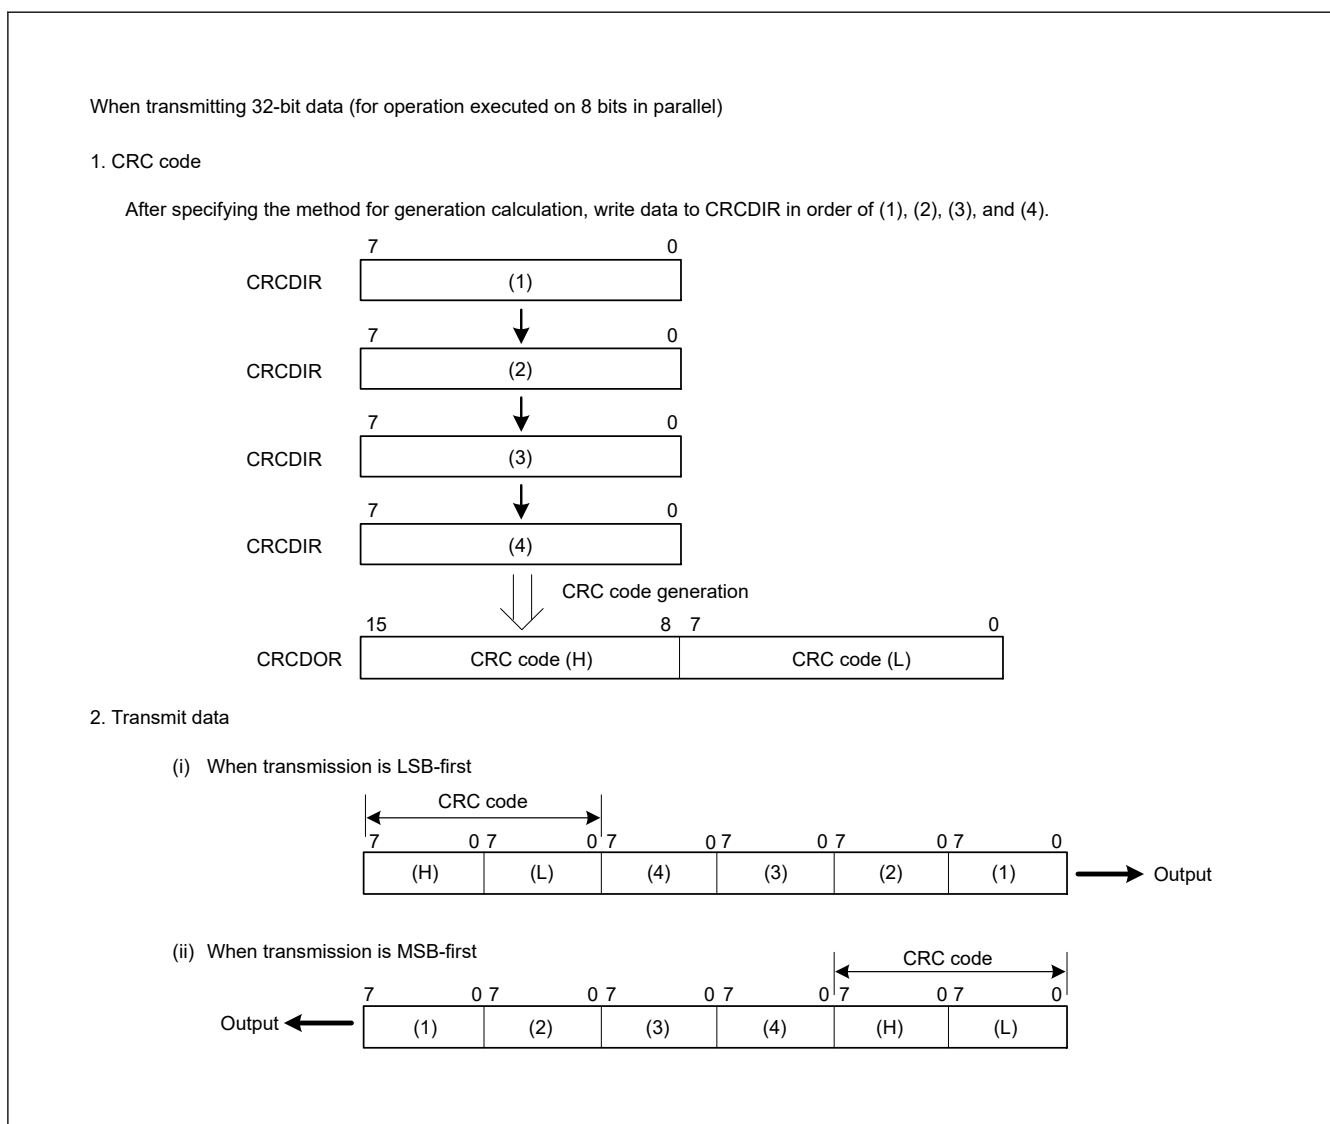 When transmitting 32-bit data (for operation executed on 8 bits in parallel)
1. CRC code
After specifying the method for generation calculation, write data to CRCDIR in order of (1), (2), (3), and (4).
7 0
CRCDIR (1)
7 0
CRCDIR (2)
7 0
CRCDIR (3)
7 0
CRCDIR (4)
CRC code generation
15 8 7 0
CRCDOR CRC code (H) CRC code (L)
2. Transmit data
(i) When transmission is LSB-first
CRC code
7 0 7 0 7 0 7 0 7 0 7 0
(H) (L) (4) (3) (2) (1) Output
(ii) When transmission is MSB-first
CRC code
7 0 7 0 7 0 7 0 7 0 7 0
Output (1) (2) (3) (4) (H) (L)